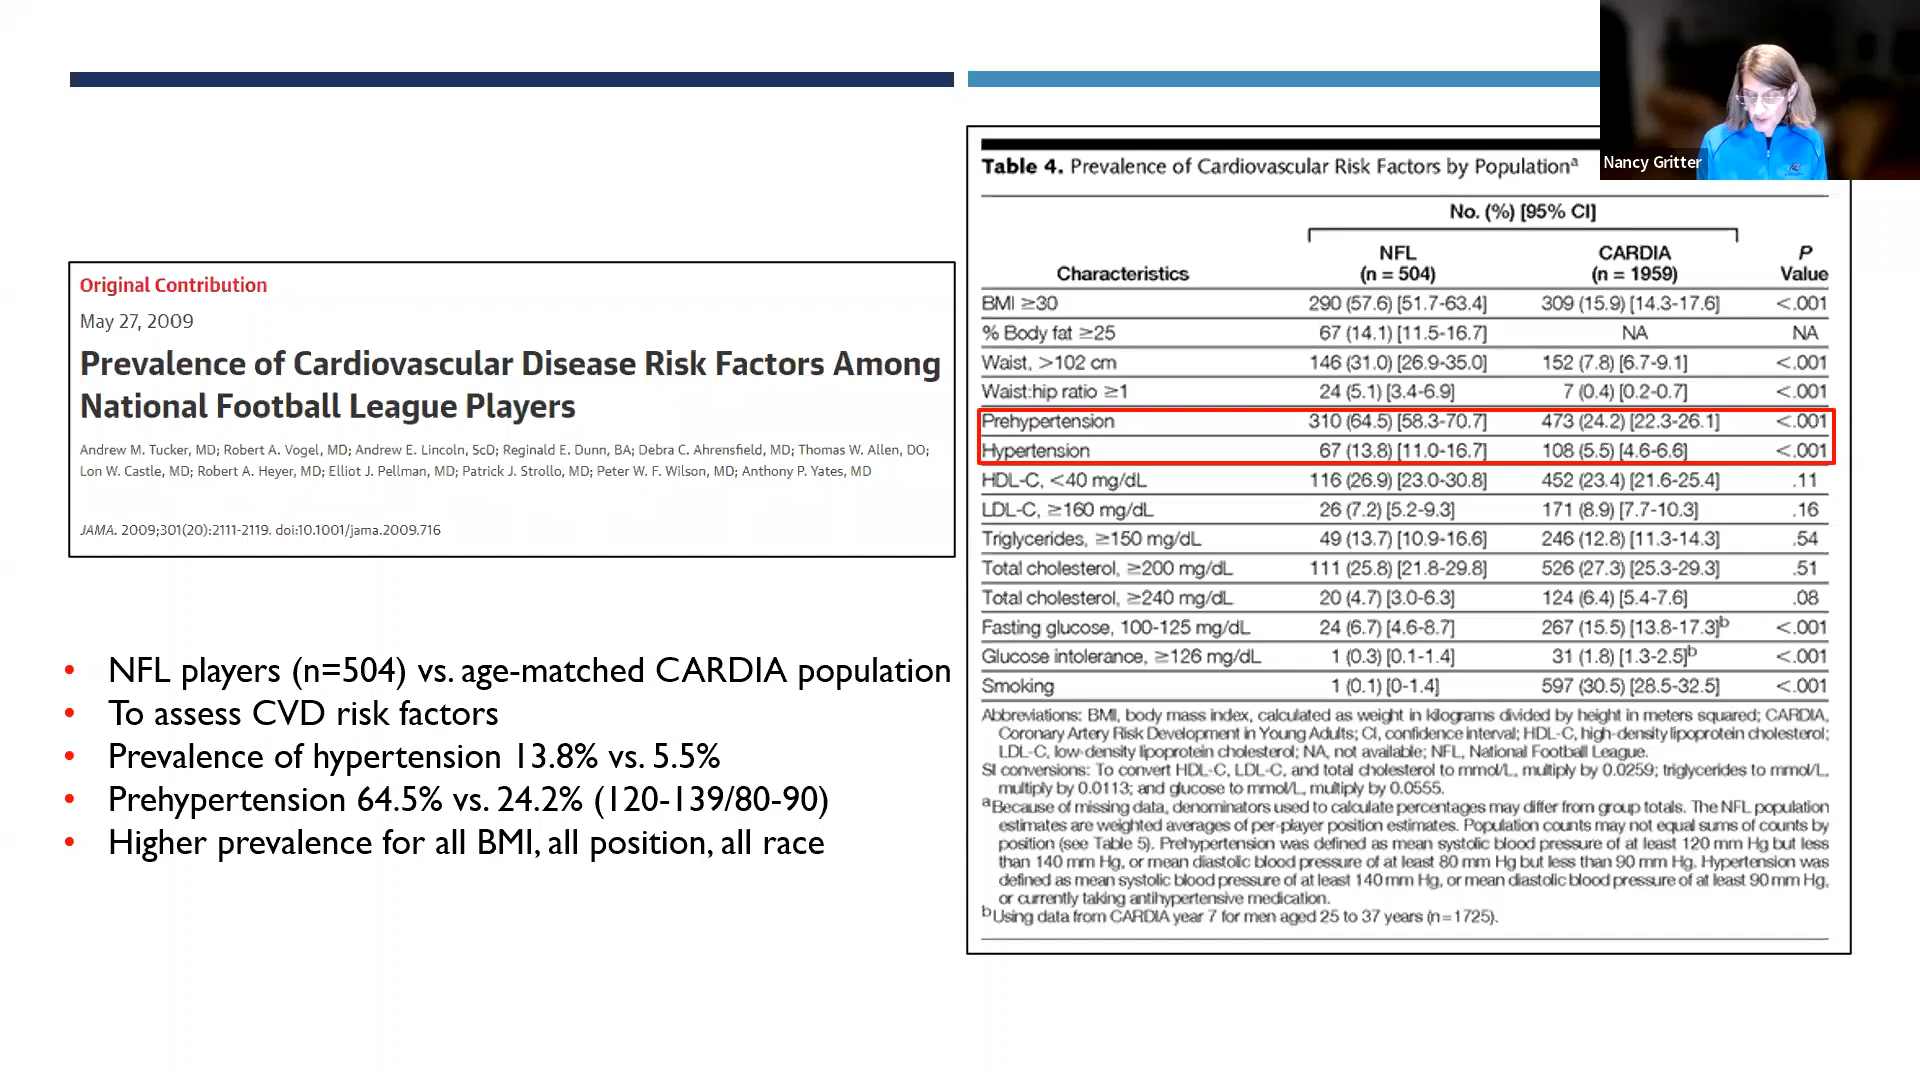 Nancy Gritter
Original Contribution
May 27, 2009
Prevalence of Cardiovascular Disease Risk Factors Among
National Football League Players
Andrew M. Tucker, MD; Robert A. Vogel, MD; Andrew E. Lincoln, ScD; Reginald E. Dunn, BA; Debra C. Ahrensfield, MD; Thomas W. Allen, DO;
Lon W. Castle, MD; Robert A. Heyer, MD; Elliot J. Pellman, MD; Patrick J. Strollo, MD; Peter W. F. Wilson, MD; Anthony P. Yates, MD
JAMA. 2009;301(20):2111-2119. doi:10.1001/jama.2009.716
• NFL players (n=504) vs. age-matched CARDIA population
• To assess CVD risk factors
• Prevalence of hypertension 13.8% vs. 5.5%
• Prehypertension 64.5% vs. 24.2% (120-139/80-90)
• Higher prevalence for all BMI, all position, all race
Table 4. Prevalence of Cardiovascular Risk Factors by Populationa
No. (%) [95% CI]
NFL CARDIA P
Characteristics (n = 504) (n = 1959) Value
BMI ≥30 290 (57.6) [51.7-63.4] 309 (15.9) [14.3-17.6] <.001
% Body fat ≥25 67 (14.1) [11.5-16.7] NA NA
Waist, >102 cm 146 (31.0) [26.9-35.0] 152 (7.8) [6.7-9.1] <.001
Waist:hip ratio ≥1 24 (5.1) [3.4-6.9] 7 (0.4) [0.2-0.7] <.001
Prehypertension 310 (64.5) [58.3-70.7] 473 (24.2) [22.3-26.1] <.001
Hypertension 67 (13.8) [11.0-16.7] 108 (5.5) [4.6-6.6] <.001
HDL-C, <40 mg/dL 116 (26.9) [23.0-30.8] 452 (23.4) [21.6-25.4] .11
LDL-C, ≥160 mg/dL 26 (7.2) [5.2-9.3] 171 (8.9) [7.7-10.3] .16
Triglycerides, ≥150 mg/dL 49 (13.7) [10.9-16.6] 246 (12.8) [11.3-14.3] .54
Total cholesterol, ≥200 mg/dL 111 (25.8) [21.8-29.8] 526 (27.3) [25.3-29.3] .51
Total cholesterol, ≥240 mg/dL 20 (4.7) [3.0-6.3] 124 (6.4) [5.4-7.6] .08
Fasting glucose, 100-125 mg/dL 24 (6.7) [4.6-8.7] 267 (15.5) [13.8-17.3]b <.001
Glucose intolerance, ≥126 mg/dL 1 (0.3) [0.1-1.4] 31 (1.8) [1.3-2.5]b <.001
Smoking 1 (0.1) [0-1.4] 597 (30.5) [28.5-32.5] <.001
Abbreviations: BMI, body mass index, calculated as weight in kilograms divided by height in meters squared; CARDIA,
Coronary Artery Risk Development in Young Adults; CI, confidence interval; HDL-C, high-density lipoprotein cholesterol;
LDL-C, low-density lipoprotein cholesterol; NA, not available; NFL, National Football League.
SI conversions: To convert HDL-C, LDL-C, and total cholesterol to mmol/L, multiply by 0.0259; triglycerides to mmol/L,
multiply by 0.0113; and glucose to mmol/L, multiply by 0.0555.
aBecause of missing data, denominators used to calculate percentages may differ from group totals. The NFL population
estimates are weighted averages of per-player position estimates. Population counts may not equal sums of counts by
position (see Table 5). Prehypertension was defined as mean systolic blood pressure of at least 120 mm Hg but less
than 140 mm Hg, or mean diastolic blood pressure of at least 80 mm Hg but less than 90 mm Hg. Hypertension was
defined as mean systolic blood pressure of at least 140 mm Hg, or mean diastolic blood pressure of at least 90 mm Hg,
or currently taking antihypertensive medication.
bUsing data from CARDIA year 7 for men aged 25 to 37 years (n=1725).